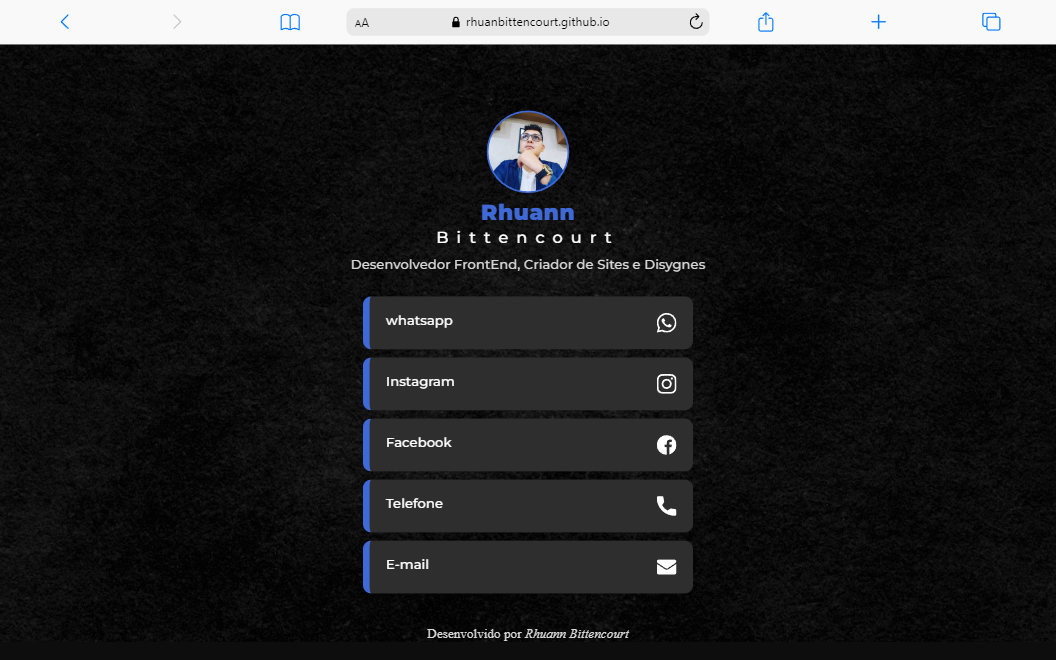 AA
rhuanbittencourt.github.io
Rhuann
Bittencourt
Desenvolvedor FrontEnd, Criador de Sites e Disygnes
whatsapp
Instagram
Facebook
Telefone
E-mail
Desenvolvido por Rhuann Bittencourt